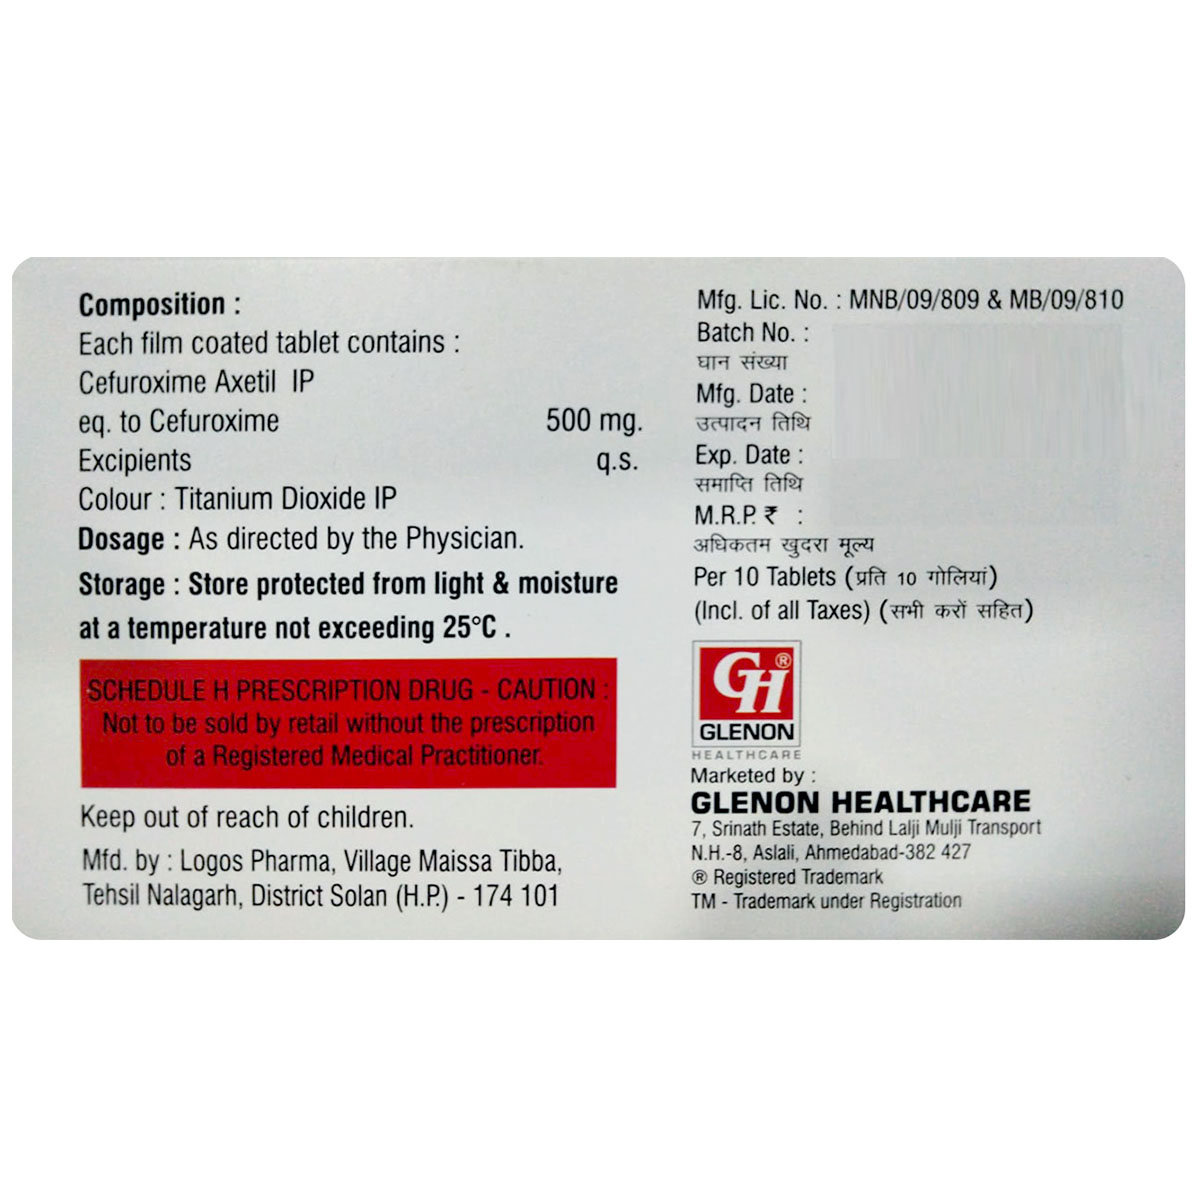 Composition :
Each film coated tablet contains :
Cefuroxime Axetil IP
eq. to Cefuroxime 500 mg.
Excipients q.s.
Colour : Titanium Dioxide IP
Dosage : As directed by the Physician.
Storage : Store protected from light & moisture
at a temperature not exceeding 25°C .
SCHEDULE H PRESCRIPTION DRUG - CAUTION :
Not to be sold by retail without the prescription
of a Registered Medical Practitioner.
Keep out of reach of children.
Mfd. by : Logos Pharma, Village Maissa Tibba,
Tehsil Nalagarh, District Solan (H.P.) - 174 101
Mfg. Lic. No. : MNB/09/809 & MB/09/810
Batch No. :
घान संख्या
Mfg. Date :
उत्पादन तिथि
Exp. Date :
समाप्ति तिथि
M.R.P. ₹ :
अधिकतम खुदरा मूल्य
Per 10 Tablets (प्रति 10 गोलियां)
(Incl. of all Taxes) (सभी करों सहित)
GH®
GLENON
HEALTHCARE
Marketed by :
GLENON HEALTHCARE
7, Srinath Estate, Behind Lalji Mulji Transport
N.H.-8, Aslali, Ahmedabad-382 427
® Registered Trademark
TM - Trademark under Registration